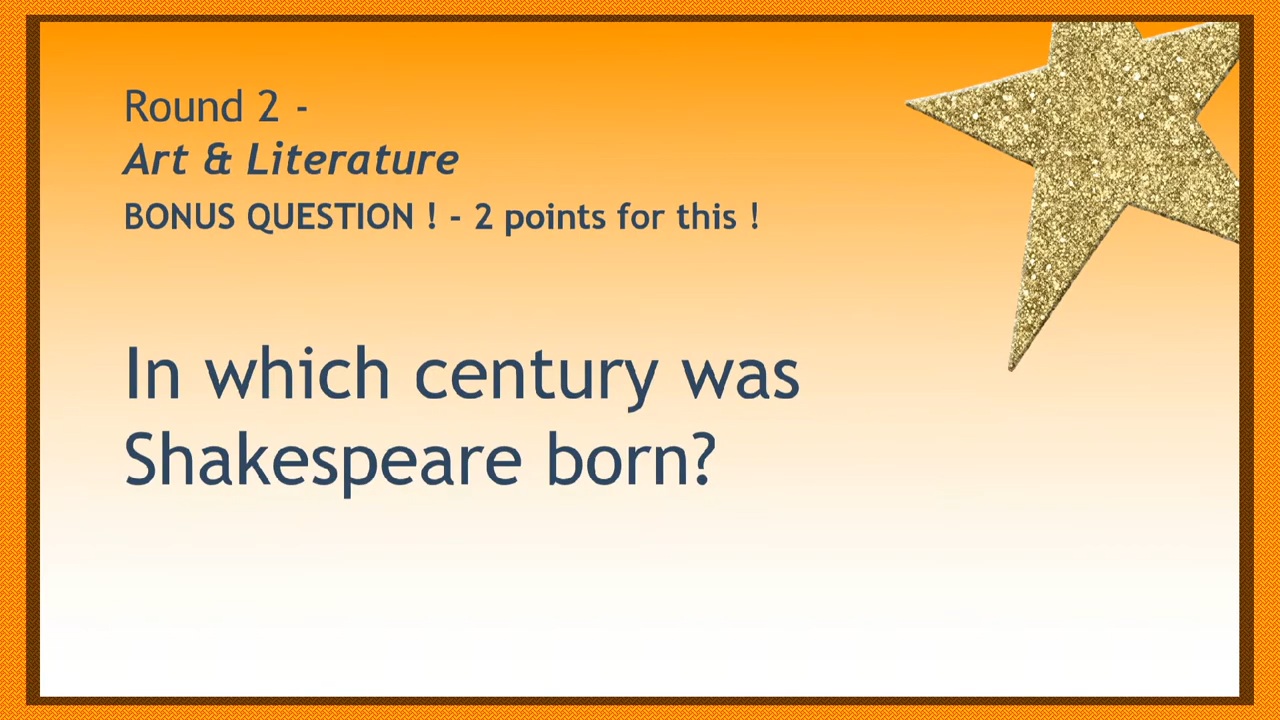 Round 2 -
Art & Literature
BONUS QUESTION ! - 2 points for this !
In which century was
Shakespeare born?